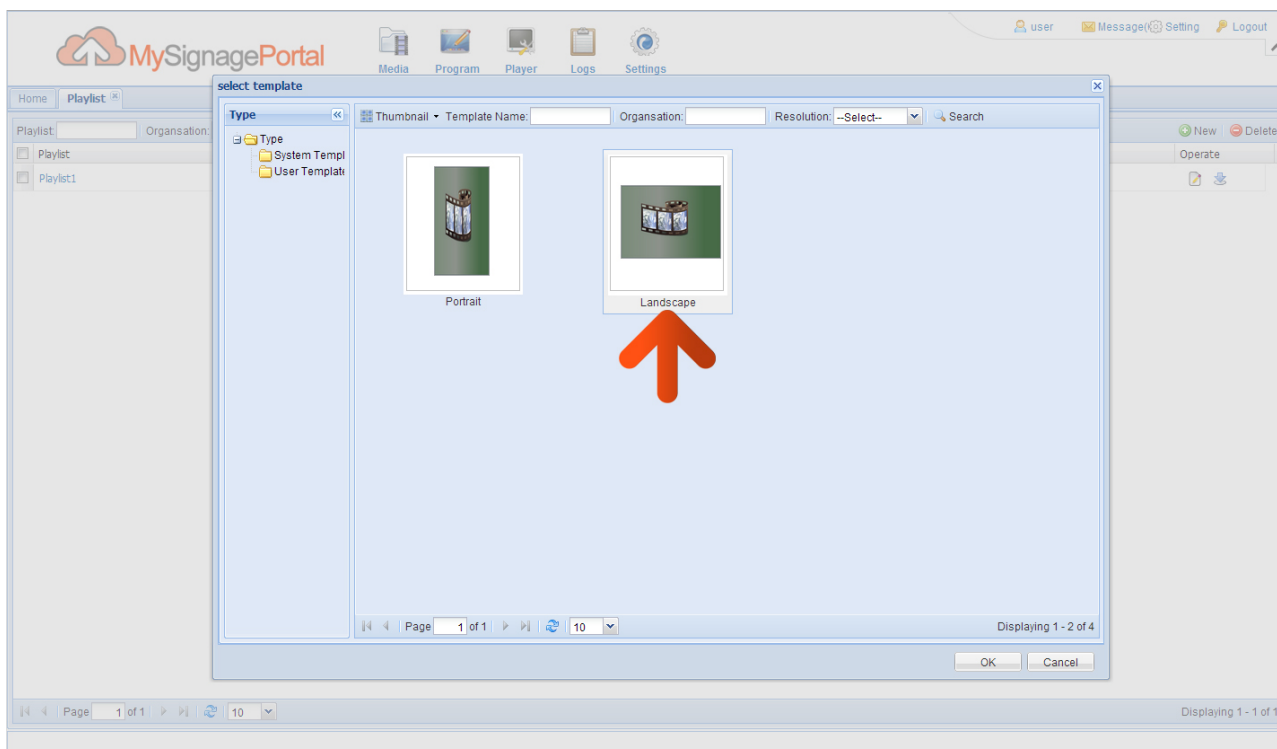 MySignagePortal
Media Program Player Logs Settings
user Message( Setting Logout
Home Playlist
Playlist: Organsation: New Delete
Playlist Operate
Playlist1
select template
Type
Type
System Templ
User Template
Thumbnail Template Name: Organsation: Resolution: --Select-- Search
Portrait Landscape
Page 1 of 1 10 Displaying 1 - 2 of 4
OK Cancel
Page 1 of 1 10 Displaying 1 - 1 of 1